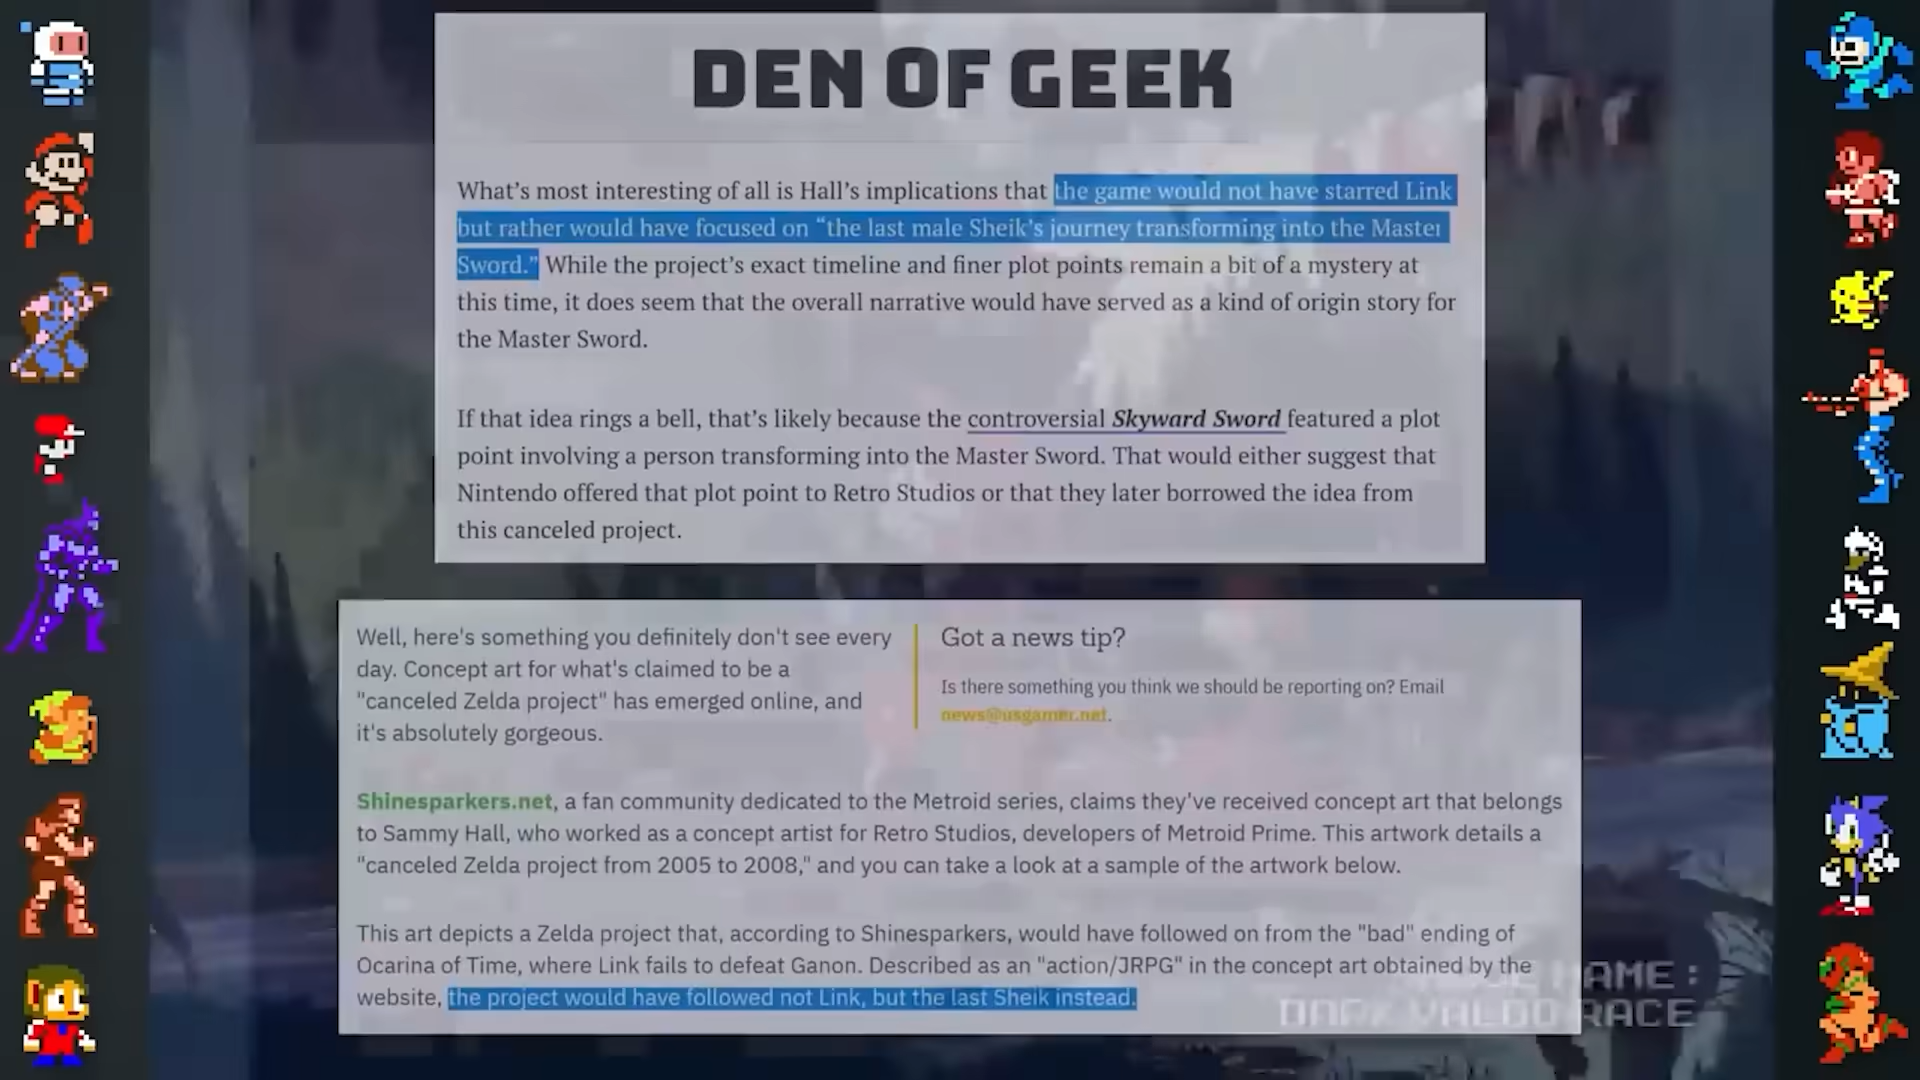 DEN OF GEEK
What's most interesting of all is Hall's implications that the game would not have starred Link
but rather would have focused on “the last male Sheik's journey transforming into the Master
Sword.” While the project's exact timeline and finer plot points remain a bit of a mystery at
this time, it does seem that the overall narrative would have served as a kind of origin story for
the Master Sword.
If that idea rings a bell, that's likely because the controversial Skyward Sword featured a plot
point involving a person transforming into the Master Sword. That would either suggest that
Nintendo offered that plot point to Retro Studios or that they later borrowed the idea from
this canceled project.
Well, here's something you definitely don't see every
day. Concept art for what's claimed to be a
"canceled Zelda project" has emerged online, and
it's absolutely gorgeous.
Got a news tip?
Is there something you think we should be reporting on? Email
news@usgamer.net.
Shinesparkers.net, a fan community dedicated to the Metroid series, claims they've received concept art that belongs
to Sammy Hall, who worked as a concept artist for Retro Studios, developers of Metroid Prime. This artwork details a
"canceled Zelda project from 2005 to 2008," and you can take a look at a sample of the artwork below.
This art depicts a Zelda project that, according to Shinesparkers, would have followed on from the "bad" ending of
Ocarina of Time, where Link fails to defeat Ganon. Described as an "action/JRPG" in the concept art obtained by the
website, the project would have followed not Link, but the last Sheik instead.
NAME:
DARK RACE